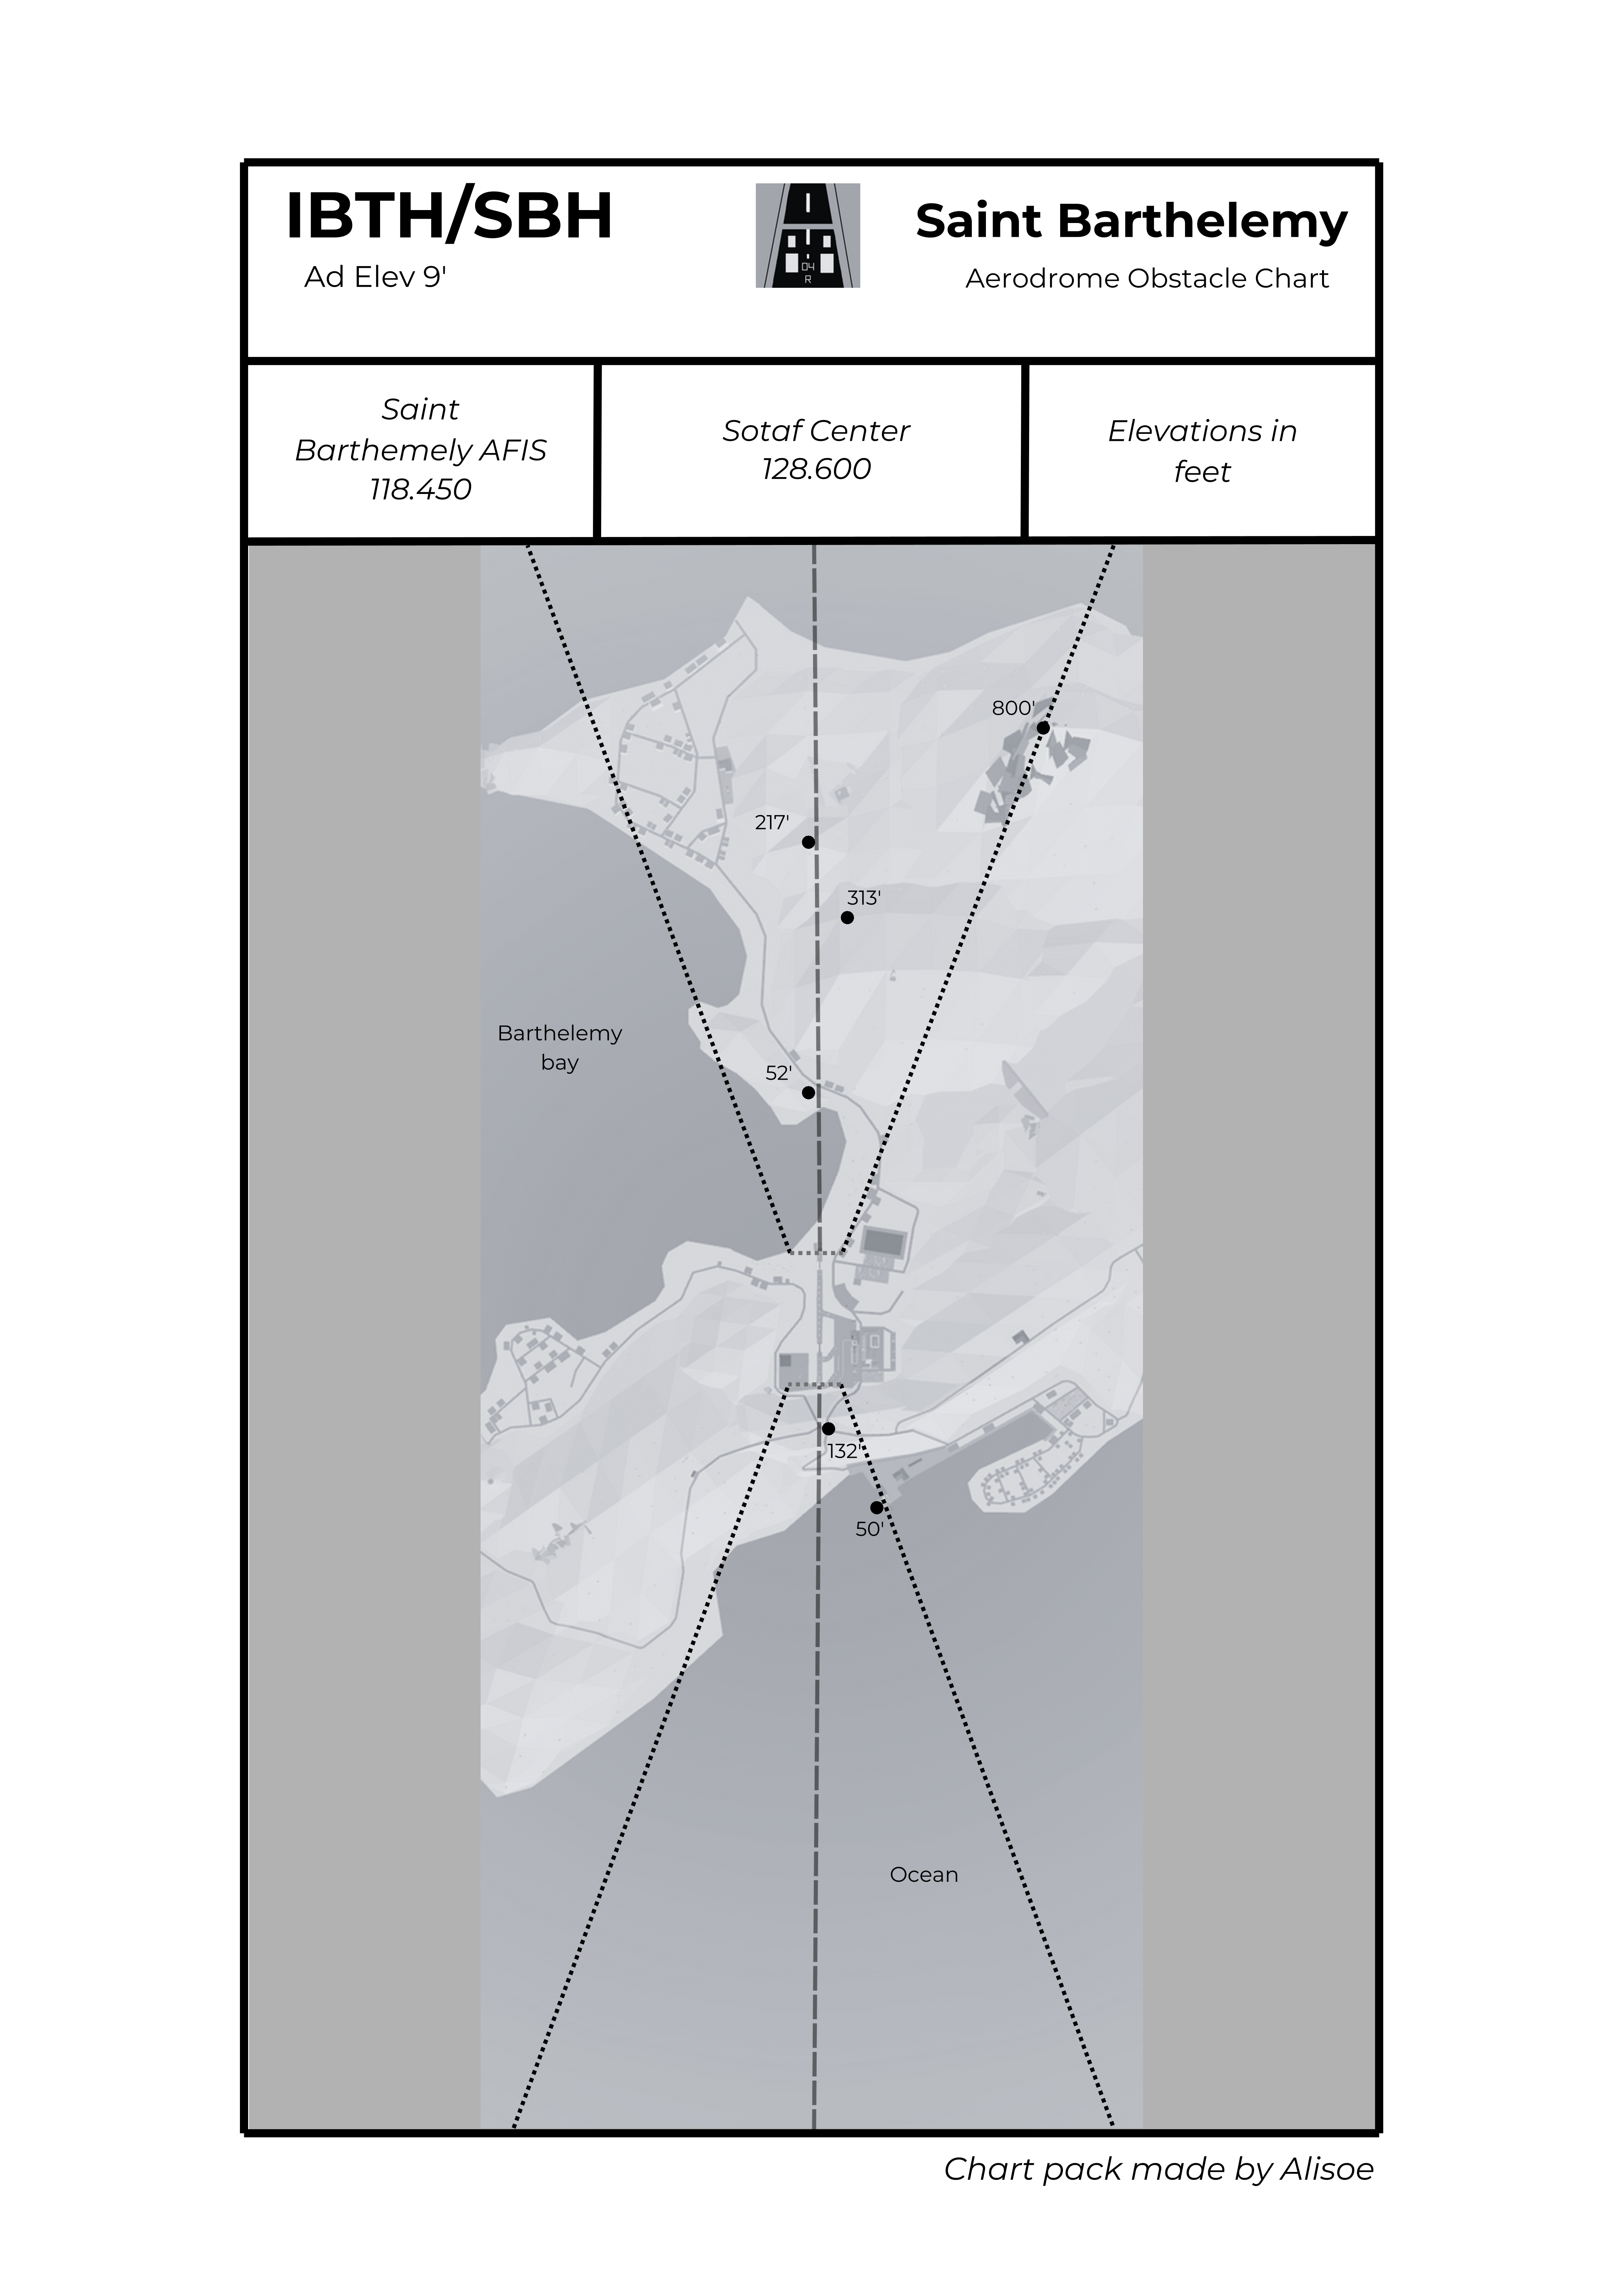 IBTH/SBH
Ad Elev 9'
04
R
Saint Barthelemy
Aerodrome Obstacle Chart
Saint
Barthemely AFIS
118.450
Sotaf Center
128.600
Elevations in
feet
800'
217'
313'
Barthelemy
bay
52'
132'
50'
Ocean
Chart pack made by Alisoe